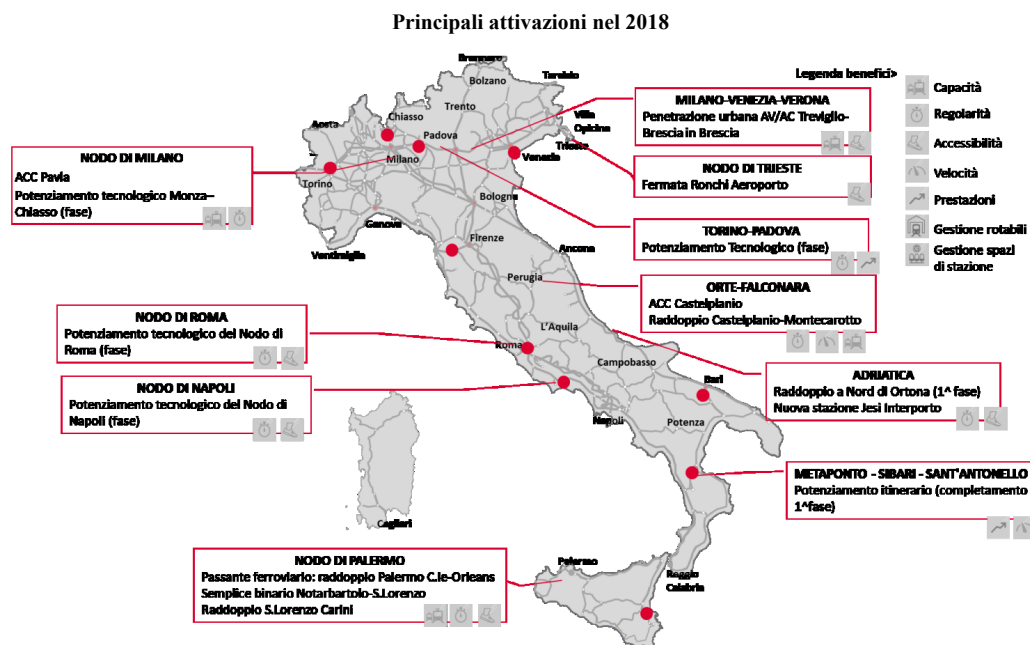 Principali attivazioni nel 2018
Legenda benefici>
Capacità
Regolarità
Accessibilità
Velocità
Prestazioni
Gestione rotabili
Gestione spazi
di stazione
MILANO-VENEZIA-VERONA
Penetrazione urbana AV/AC Treviglio-
Brescia in Brescia
NODO DI TRIESTE
Fermata Ronchi Aeroporto
TORINO-PADOVA
Potenziamento Tecnologico (fase)
ORTE-FALCONARA
ACC Castelplanio
Raddoppio Castelplanio-Montecarotto
ADRIATICA
Raddoppio a Nord di Ortona (1^ fase)
Nuova stazione Jesi Interporto
METAPONTO - SIBARI - SANT'ANTONELLO
Potenziamento itinerario (completamento
1^fase)
NODO DI MILANO
ACC Pavia
Potenziamento tecnologico Monza–
Chiasso (fase)
NODO DI ROMA
Potenziamento tecnologico del Nodo di
Roma (fase)
NODO DI NAPOLI
Potenziamento tecnologico del Nodo di
Napoli (fase)
NODO DI PALERMO
Passante ferroviario: raddoppio Palermo C.le-Orleans
Semplice binario Notarbartolo-S.Lorenzo
Raddoppio S.Lorenzo Carini
Brennero
Bolzano
Tarvisio
Trento
Villa
Opicina
Trieste
Aosta
Chiasso
Padova
Venezia
Milano
Torino
Bologna
Genova
Ventimiglia
Firenze
Ancona
Perugia
L'Aquila
Roma
Campobasso
Bari
Napoli
Potenza
Cagliari
Palermo
Reggio
Calabria